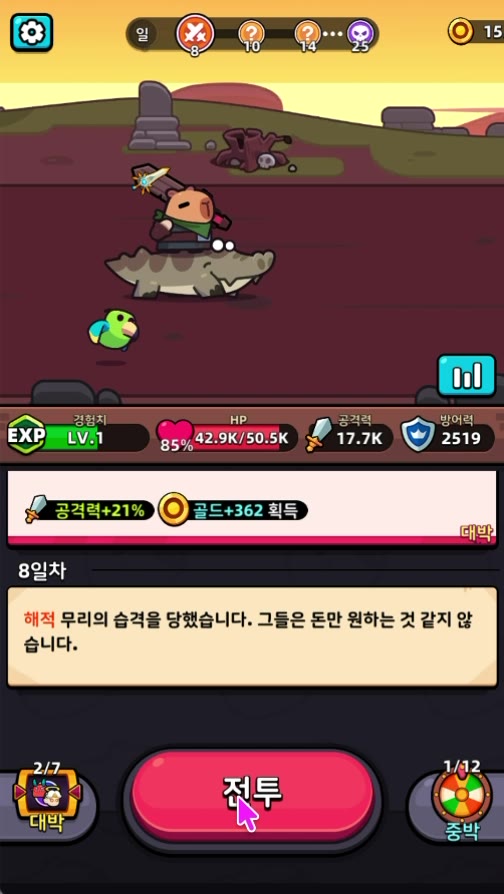 일
8
10
14
25
15
경험치
EXP
LV.1
HP
85%
42.9K/50.5K
공격력
17.7K
방어력
2519
공격력+21%
골드+362 획득
대박
8일차
해적 무리의 습격을 당했습니다. 그들은 돈만 원하는 것 같지 않
습니다.
2/7
대박
전투
1/12
중박